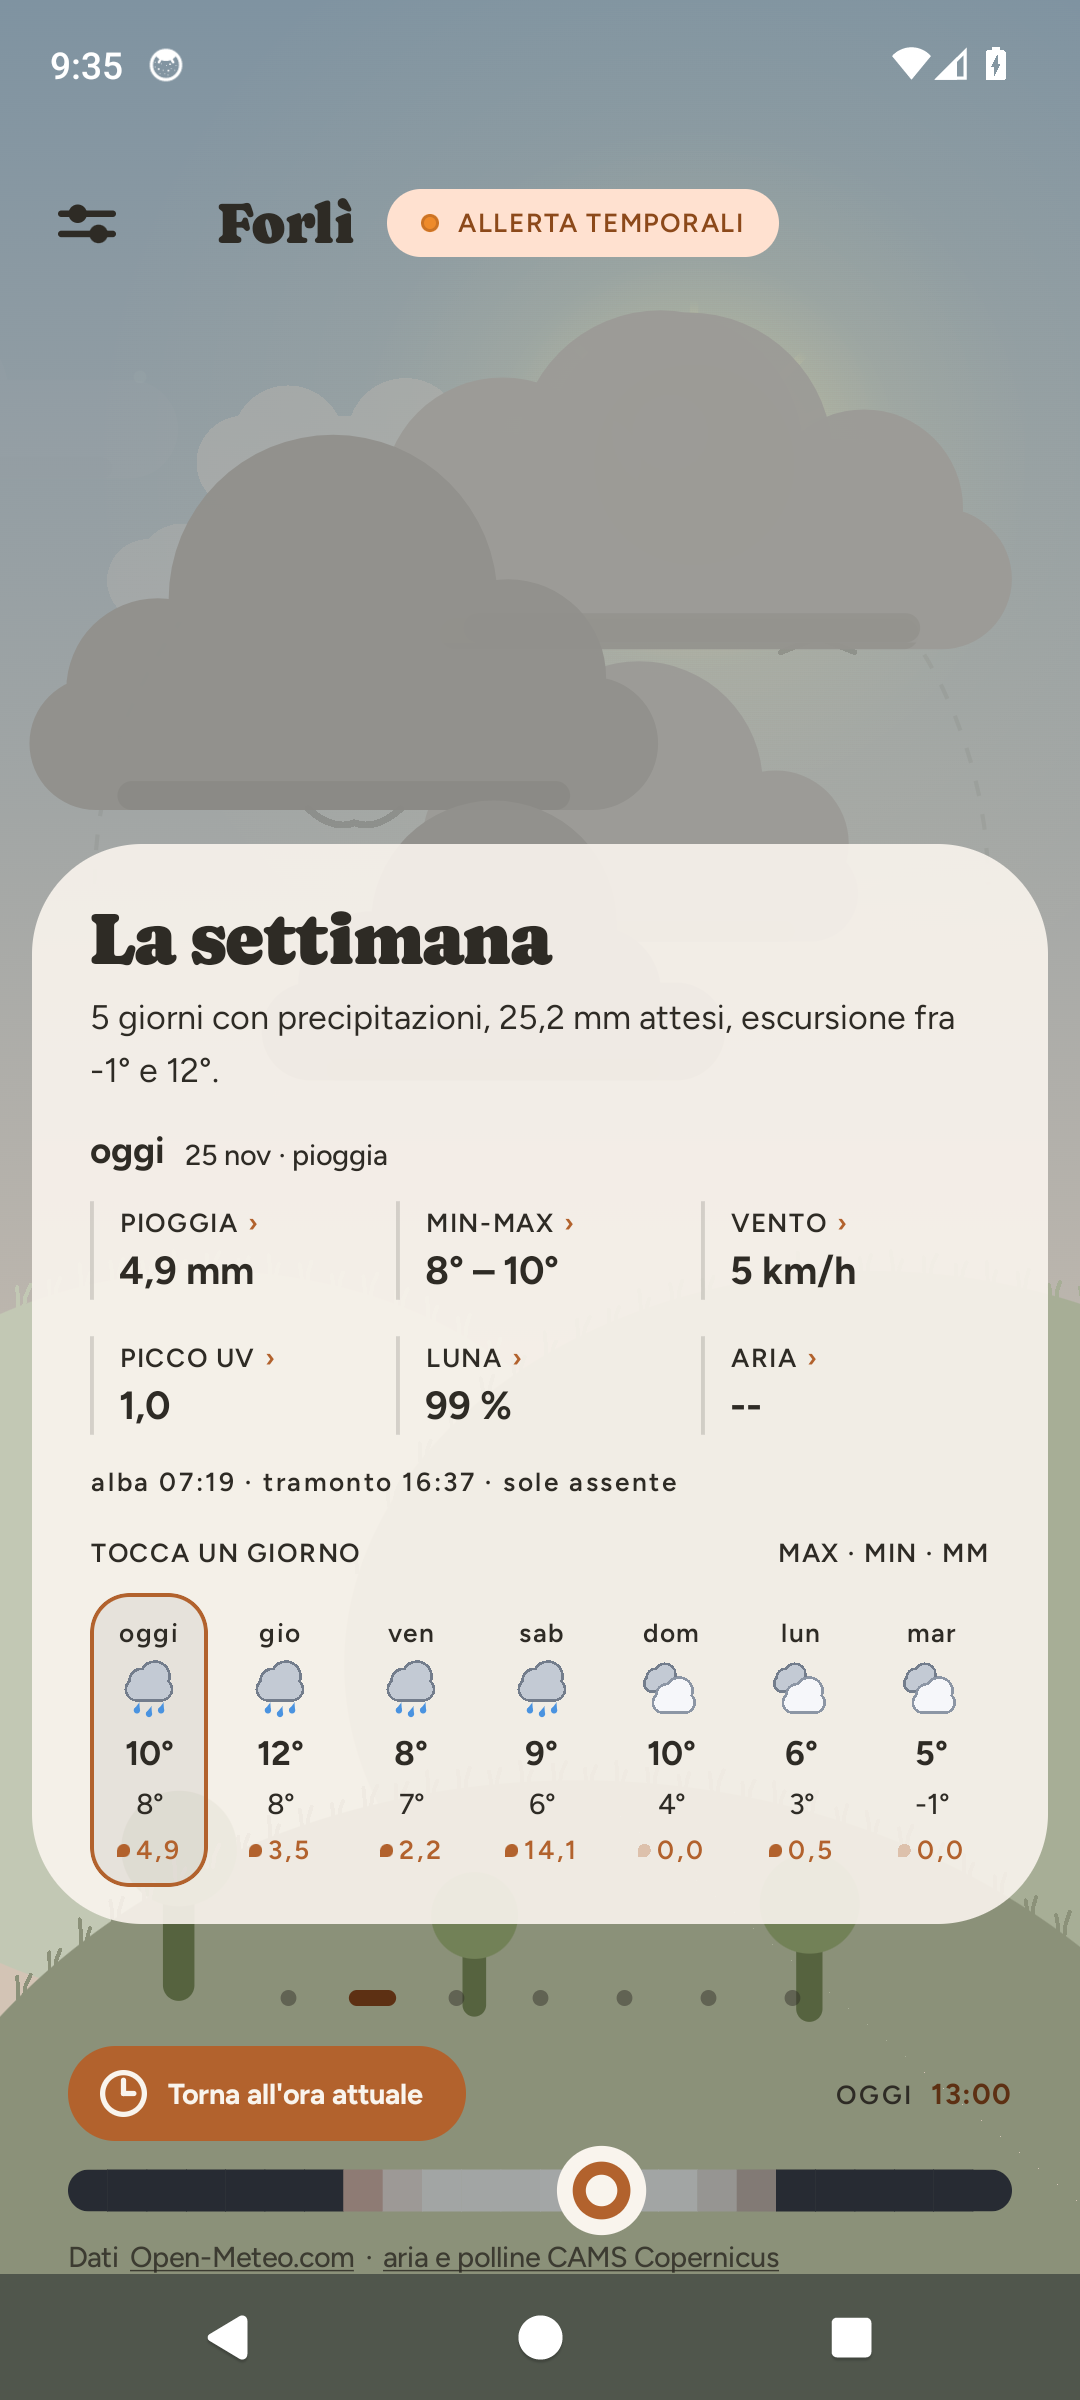 9:35
Forlì
ALLERTA TEMPORALI
La settimana
5 giorni con precipitazioni, 25,2 mm attesi, escursione fra
-1° e 12°.
oggi 25 nov · pioggia
PIOGGIA › MIN-MAX › VENTO ›
4,9 mm 8° – 10° 5 km/h
PICCO UV › LUNA › ARIA ›
1,0 99 % --
alba 07:19 · tramonto 16:37 · sole assente
TOCCA UN GIORNO MAX · MIN · MM
oggi gio ven sab dom lun mar
10° 12° 8° 9° 10° 6° 5°
8° 8° 7° 6° 4° 3° -1°
4,9 3,5 2,2 14,1 0,0 0,5 0,0
Torna all'ora attuale OGGI 13:00
Dati Open-Meteo.com · aria e polline CAMS Copernicus